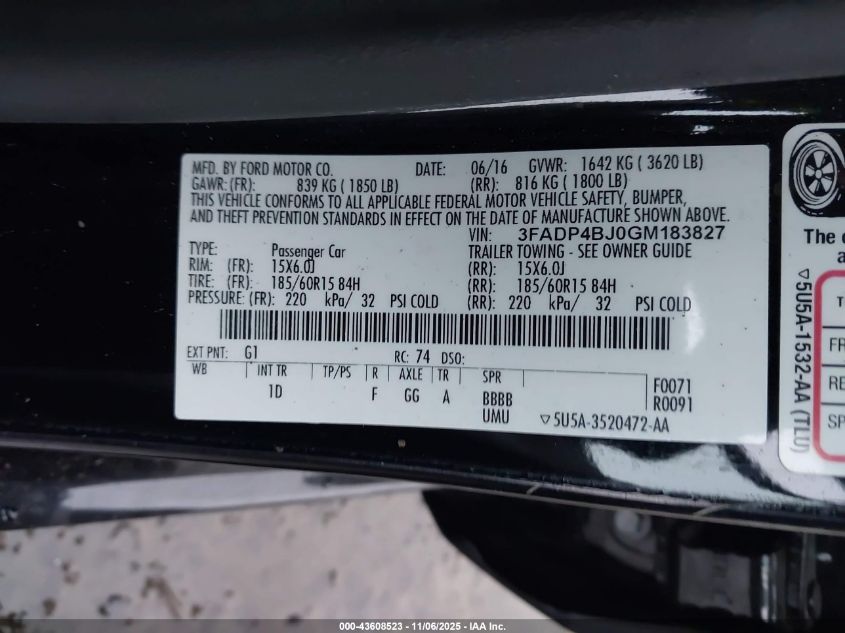 MFD. BY FORD MOTOR CO. DATE: 06/16 GVWR: 1642 KG ( 3620 LB)
GAWR: (FR): 839 KG ( 1850 LB) (RR): 816 KG ( 1800 LB)
THIS VEHICLE CONFORMS TO ALL APPLICABLE FEDERAL MOTOR VEHICLE SAFETY, BUMPER,
AND THEFT PREVENTION STANDARDS IN EFFECT ON THE DATE OF MANUFACTURE SHOWN ABOVE.
VIN: 3FADP4BJ0GM183827
TYPE: Passenger Car TRAILER TOWING - SEE OWNER GUIDE
RIM: (FR): 15X6.0J (RR): 15X6.0J
TIRE: (FR): 185/60R15 84H (RR): 185/60R15 84H
PRESSURE: (FR): 220 kPa/ 32 PSI COLD (RR): 220 kPa/ 32 PSI COLD
EXT PNT: G1 RC: 74 DSO:
WB INT TR TP/PS R AXLE TR SPR
1D F GG A BBBB F0071
UMU R0091
▽5U5A-3520472-AA
The
a
▽5U5A-1532-AA (TLU)
T
FR
RE
SP
000-43608523 - 11/06/2025 - IAA Inc.